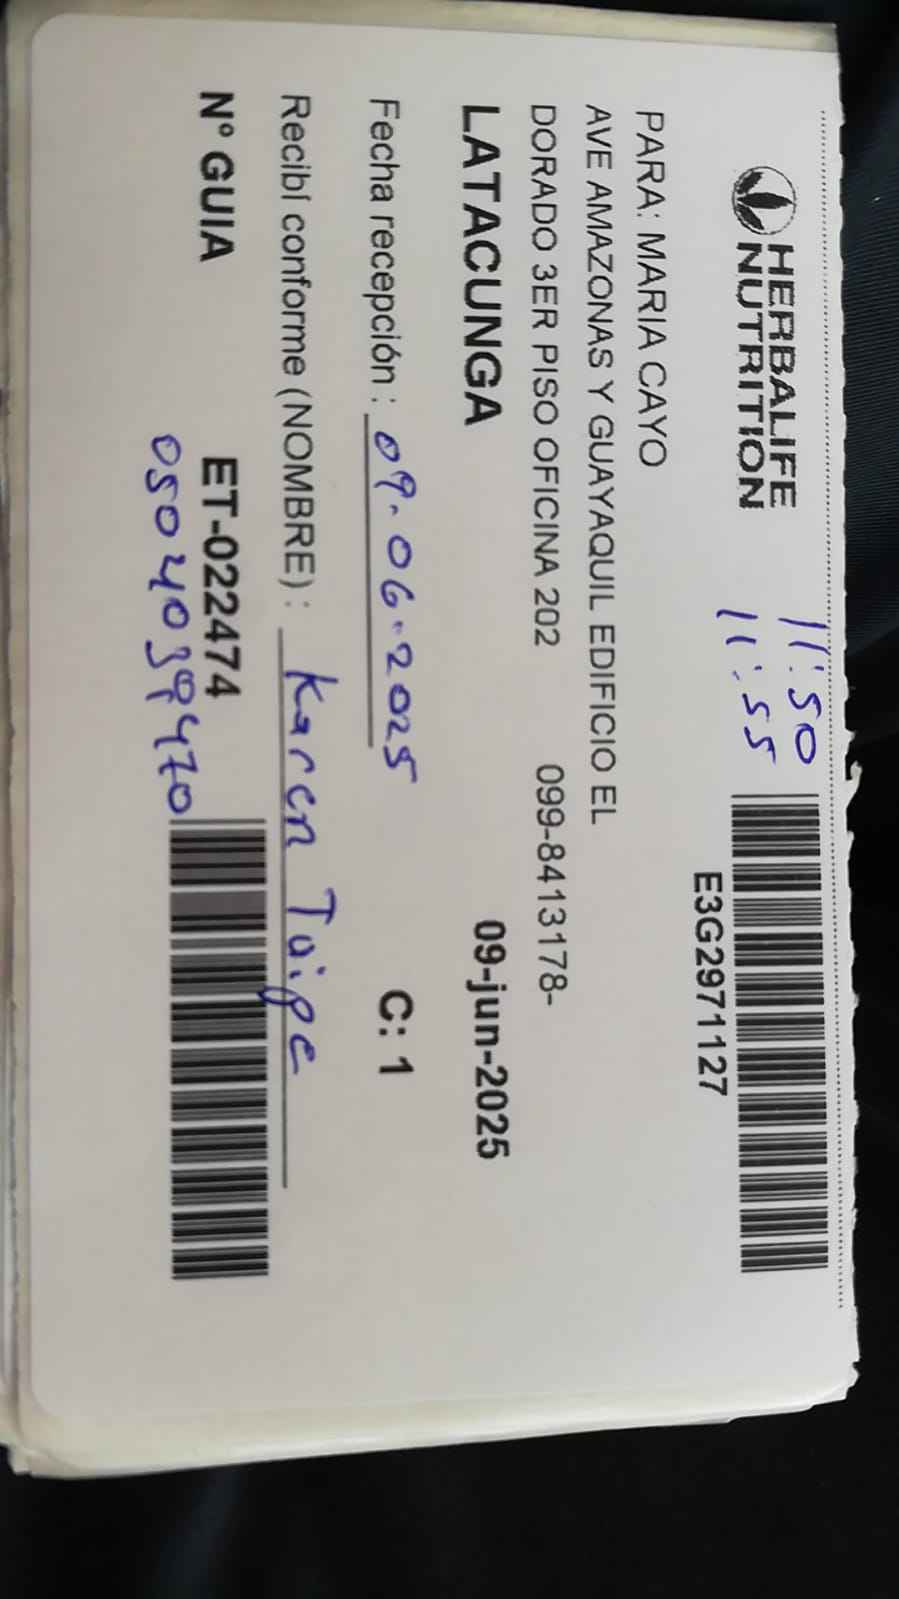 HERBALIFE
NUTRITION
11:50
11:55
E3G2971127
PARA: MARIA CAYO
AVE AMAZONAS Y GUAYAQUIL EDIFICIO EL
DORADO 3ER PISO OFICINA 202 099-8413178-
LATACUNGA 09-jun-2025
Fecha recepción : 09-06-2025 C: 1
Recibí conforme (NOMBRE) : Karen Taipe
N° GUIA ET-022474
0504039470